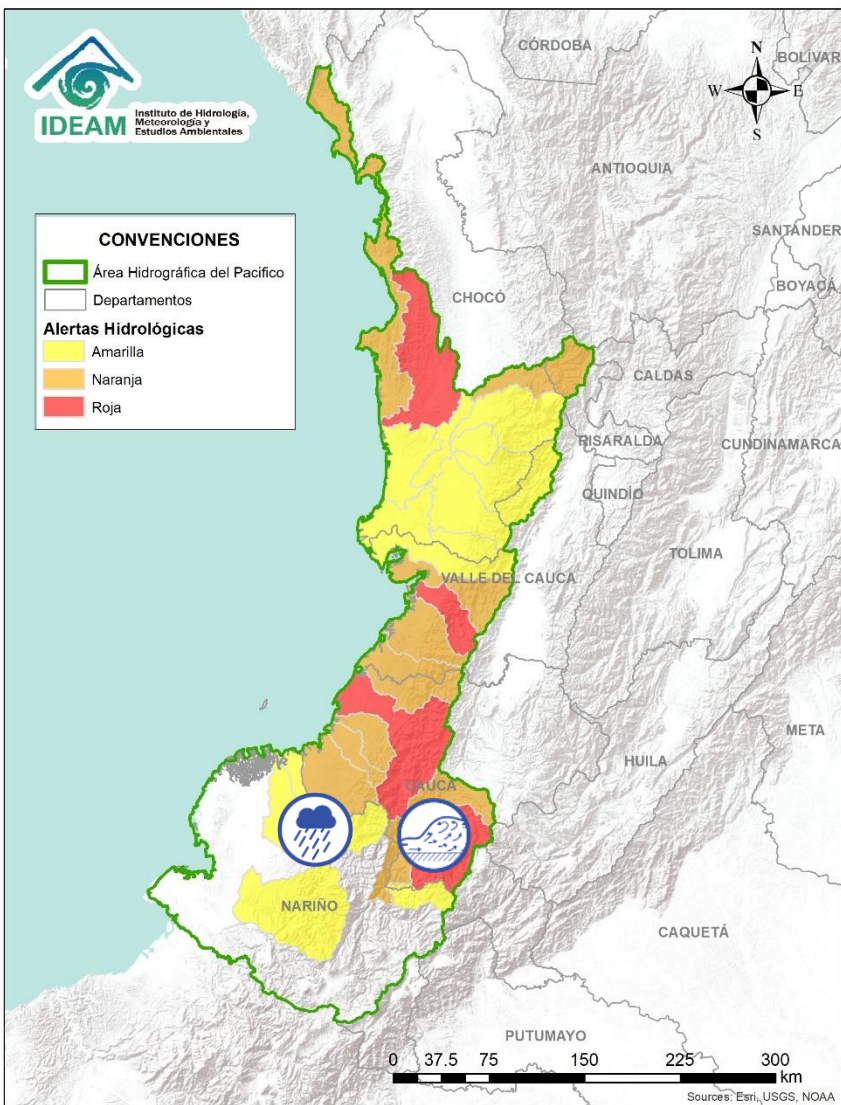 IDEAM
Instituto de Hidrología,
Meteorología y
Estudios Ambientales
N
W
E
S
CÓRDOBA
BOLÍVAR
ANTIOQUIA
SANTANDER
BOYACÁ
CHOCÓ
CALDAS
RISARALDA
CUNDINAMARCA
QUINDÍO
TOLIMA
VALLE DEL CAUCA
META
HUILA
CAUCA
NARIÑO
CAQUETÁ
PUTUMAYO
CONVENCIONES
Área Hidrográfica del Pacifico
Departamentos
Alertas Hidrológicas
Amarilla
Naranja
Roja
0 37.5 75 150 225 300
km
Sources: Esri, USGS, NOAA